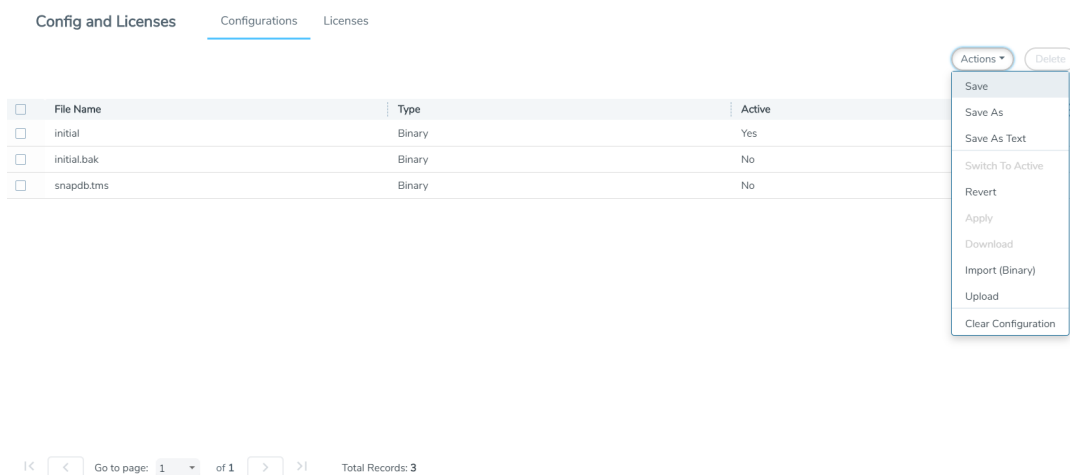 Config and Licenses Configurations Licenses
Actions Delete
File Name Type Active
initial Binary Yes
initial.bak Binary No
snapdb.tms Binary No
Save
Save As
Save As Text
Switch To Active
Revert
Apply
Download
Import (Binary)
Upload
Clear Configuration
Go to page: 1 of 1 Total Records: 3